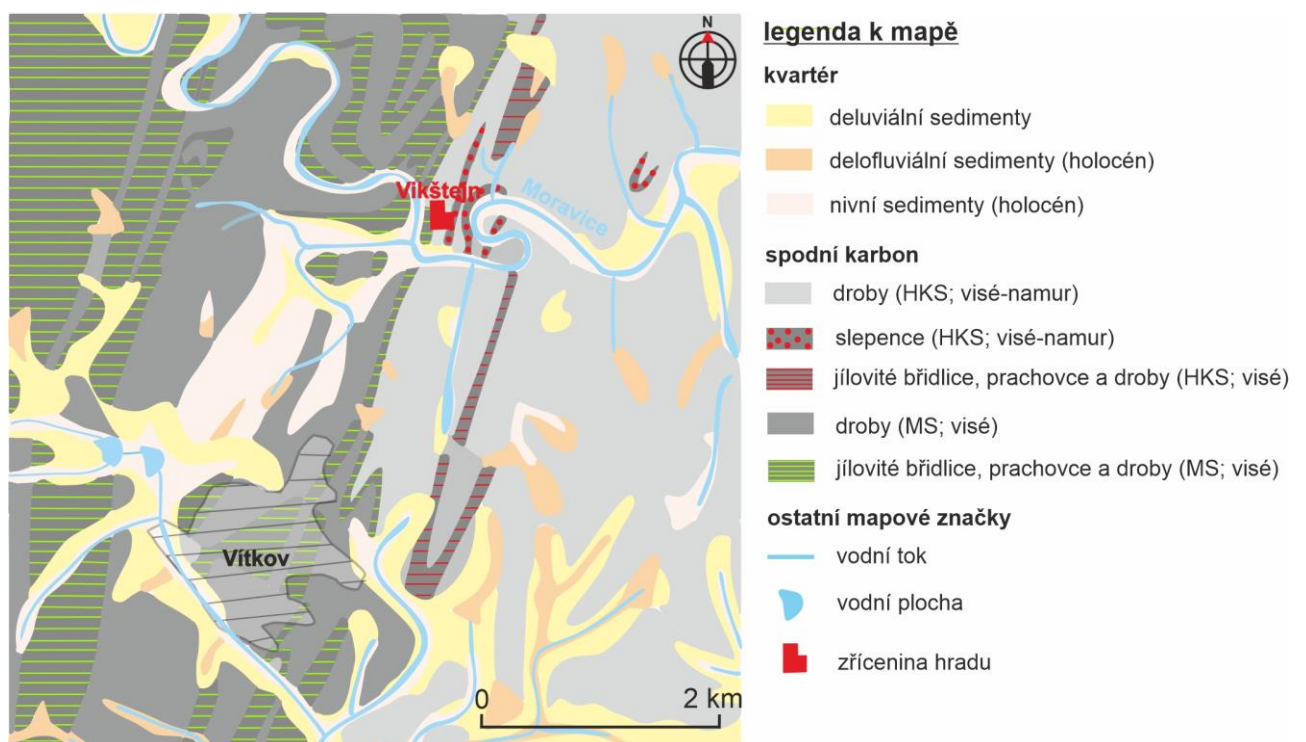 N
Vikštejn
Moravice
Vítkov
0 2 km
legenda k mapě
kvartér
deluviální sedimenty
delofluviální sedimenty (holocén)
nivní sedimenty (holocén)
spodní karbon
droby (HKS; visé-namur)
slepence (HKS; visé-namur)
jílovité břidlice, prachovce a droby (HKS; visé)
droby (MS; visé)
jílovité břidlice, prachovce a droby (MS; visé)
ostatní mapové značky
vodní tok
vodní plocha
zřícenina hradu